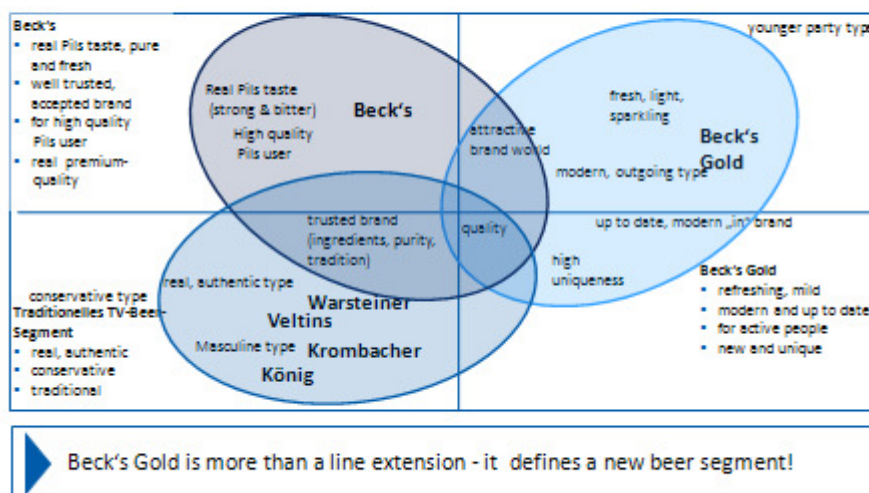 Beck's
▪ real Pils taste, pure
and fresh
▪ well trusted,
accepted brand
▪ for high quality
Pils user
▪ real premium-
quality
Real Pils taste
(strong & bitter)
High quality
Pils user
Beck's
younger party type
fresh, light,
sparkling
attractive
brand world
Beck's
Gold
modern, outgoing type
trusted brand
(ingredients, purity,
tradition)
quality
up to date, modern „in" brand
high
uniqueness
real, authentic type
Warsteiner
Veltins
Masculine type
Krombacher
König
conservative type
Traditionelles TV-Beer-
Segment
▪ real, authentic
▪ conservative
▪ traditional
Beck's Gold
▪ refreshing, mild
▪ modern and up to date
▪ for active people
▪ new and unique
Beck's Gold is more than a line extension - it defines a new beer segment!